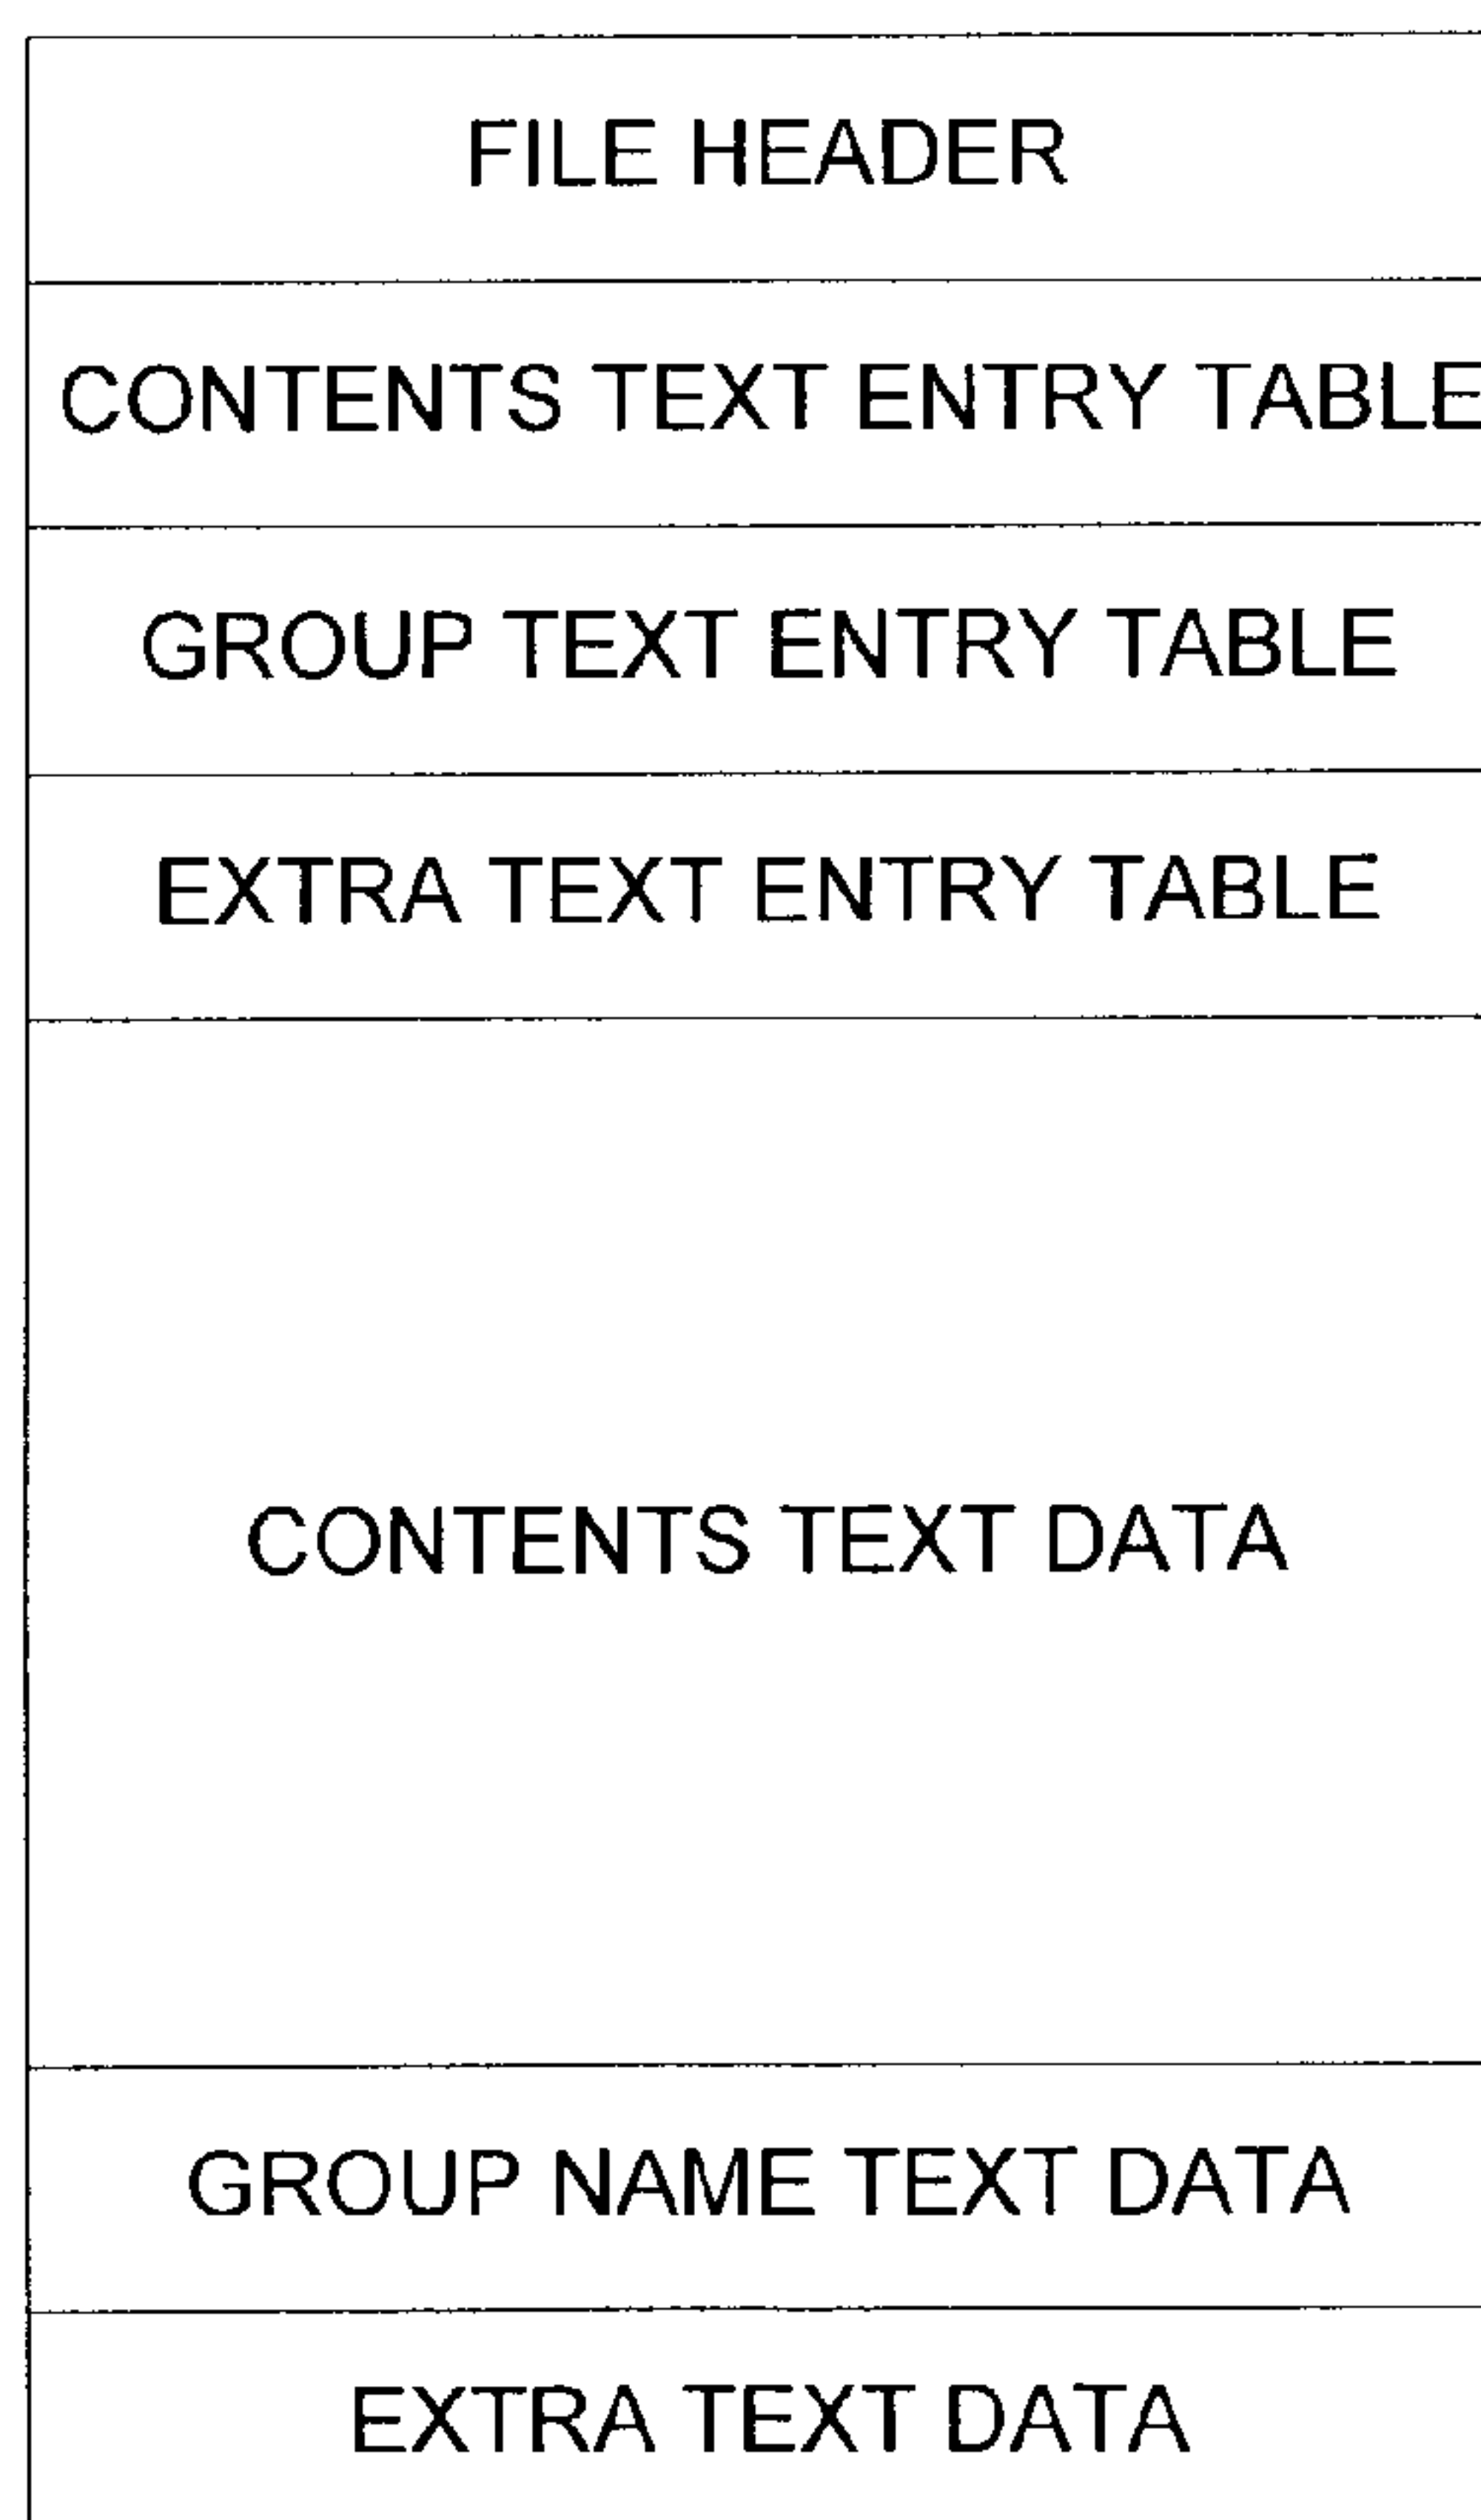 FILE HEADER
CONTENTS TEXT ENTRY TABLE
GROUP TEXT ENTRY TABLE
EXTRA TEXT ENTRY TABLE
CONTENTS TEXT DATA
GROUP NAME TEXT DATA
EXTRA TEXT DATA